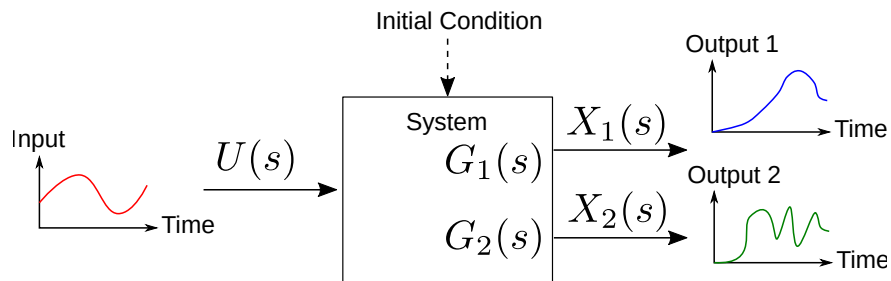 Initial Condition
Input
Time
U(s)
System
G₁(s)
G₂(s)
X₁(s)
X₂(s)
Output 1
Time
Output 2
Time